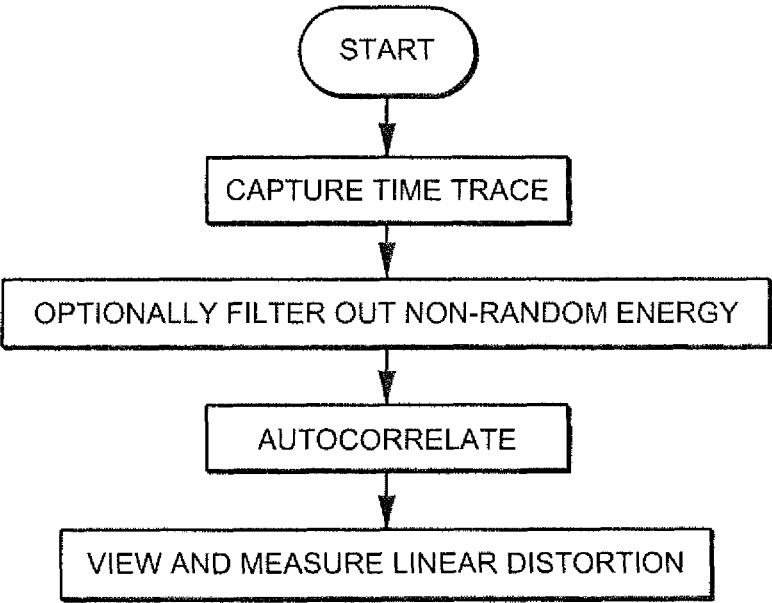 START
CAPTURE TIME TRACE
OPTIONALLY FILTER OUT NON-RANDOM ENERGY
AUTOCORRELATE
VIEW AND MEASURE LINEAR DISTORTION